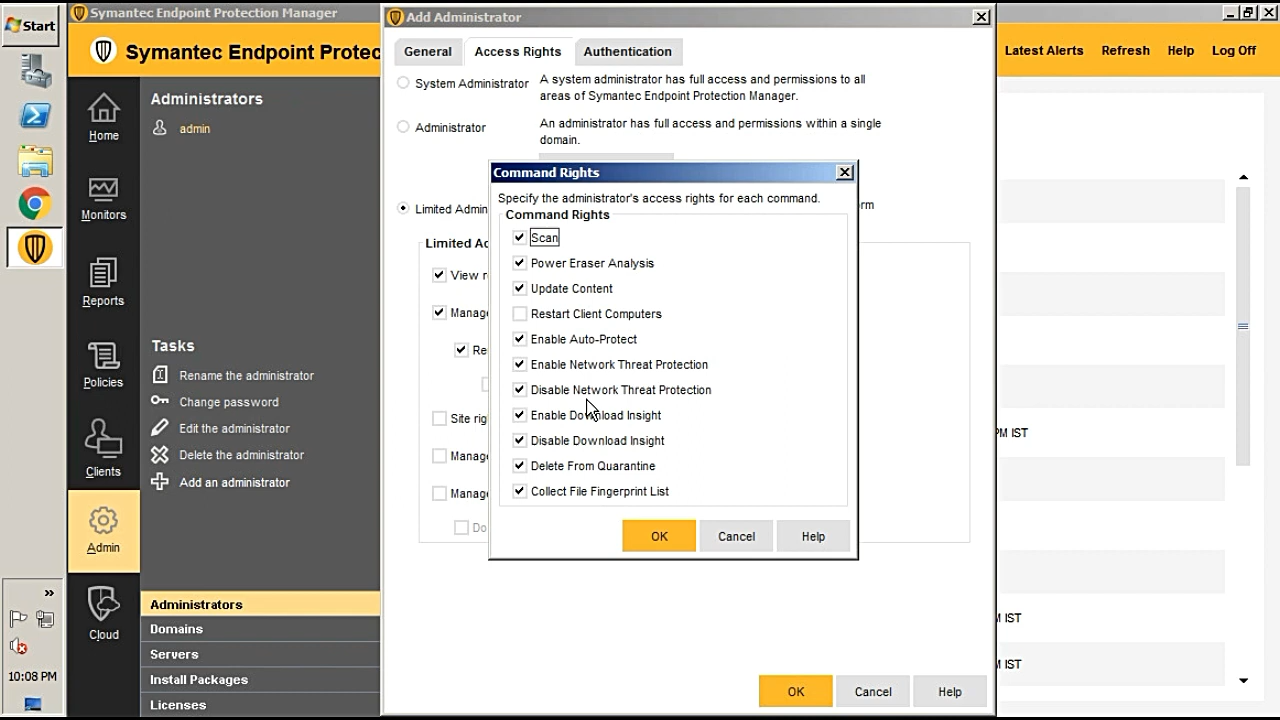 Start
Symantec Endpoint Protection Manager
Symantec Endpoint Protec
Latest Alerts
Refresh
Help
Log Off
Home
Monitors
Reports
Policies
Clients
Admin
Cloud
Administrators
admin
Tasks
Rename the administrator
Change password
Edit the administrator
Delete the administrator
Add an administrator
Administrators
Domains
Servers
Install Packages
Licenses
Add Administrator
General
Access Rights
Authentication
System Administrator
A system administrator has full access and permissions to all
areas of Symantec Endpoint Protection Manager.
Administrator
An administrator has full access and permissions within a single
domain.
Limited Admin
rm
Limited Ac
View r
Manage
Re
Site rig
Manage
Manage
Do
Command Rights
Specify the administrator's access rights for each command.
Command Rights
Scan
Power Eraser Analysis
Update Content
Restart Client Computers
Enable Auto-Protect
Enable Network Threat Protection
Disable Network Threat Protection
Enable Download Insight
Disable Download Insight
Delete From Quarantine
Collect File Fingerprint List
OK
Cancel
Help
OK
Cancel
Help
PM IST
M IST
M IST
»
10:08 PM